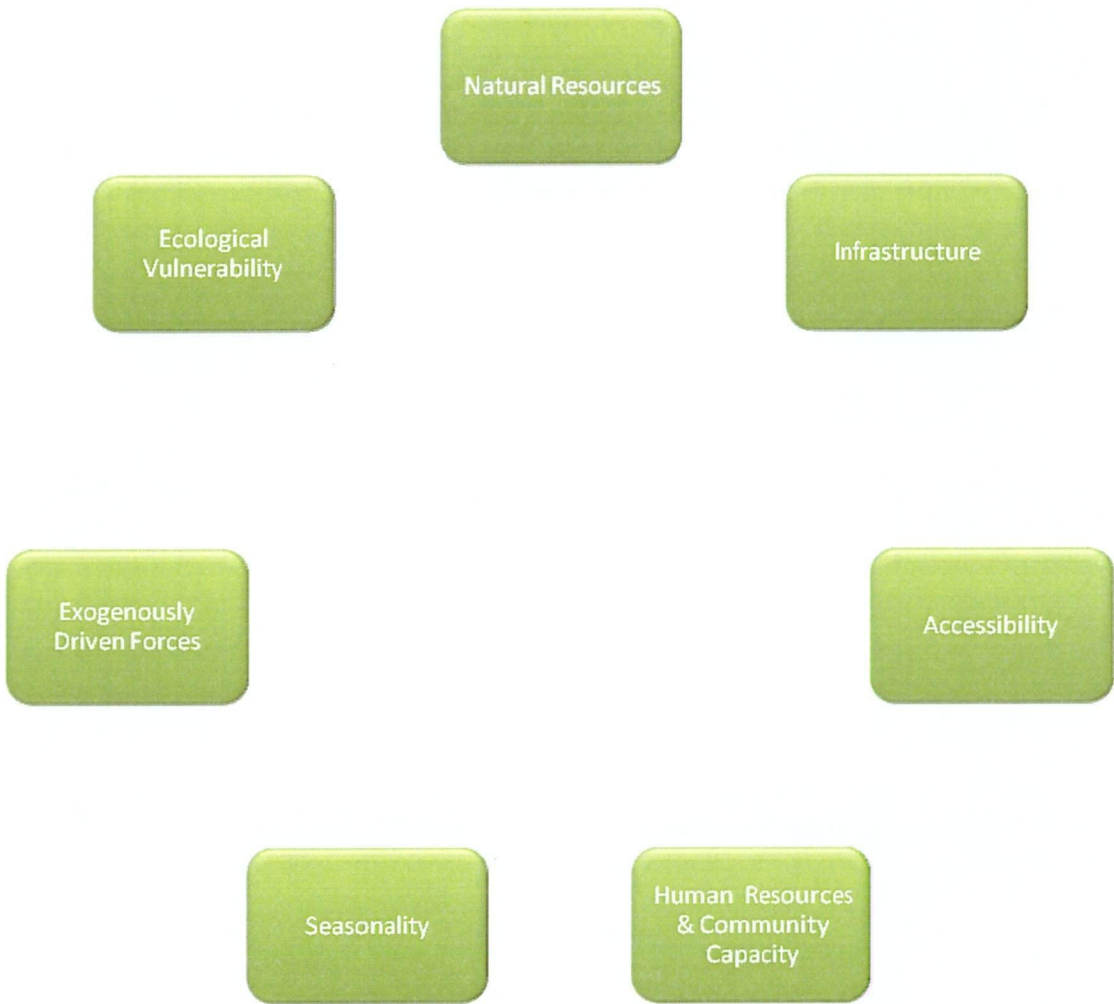 Natural Resources
Ecological
Vulnerability
Infrastructure
Exogenously
Driven Forces
Accessibility
Seasonality
Human Resources
& Community
Capacity